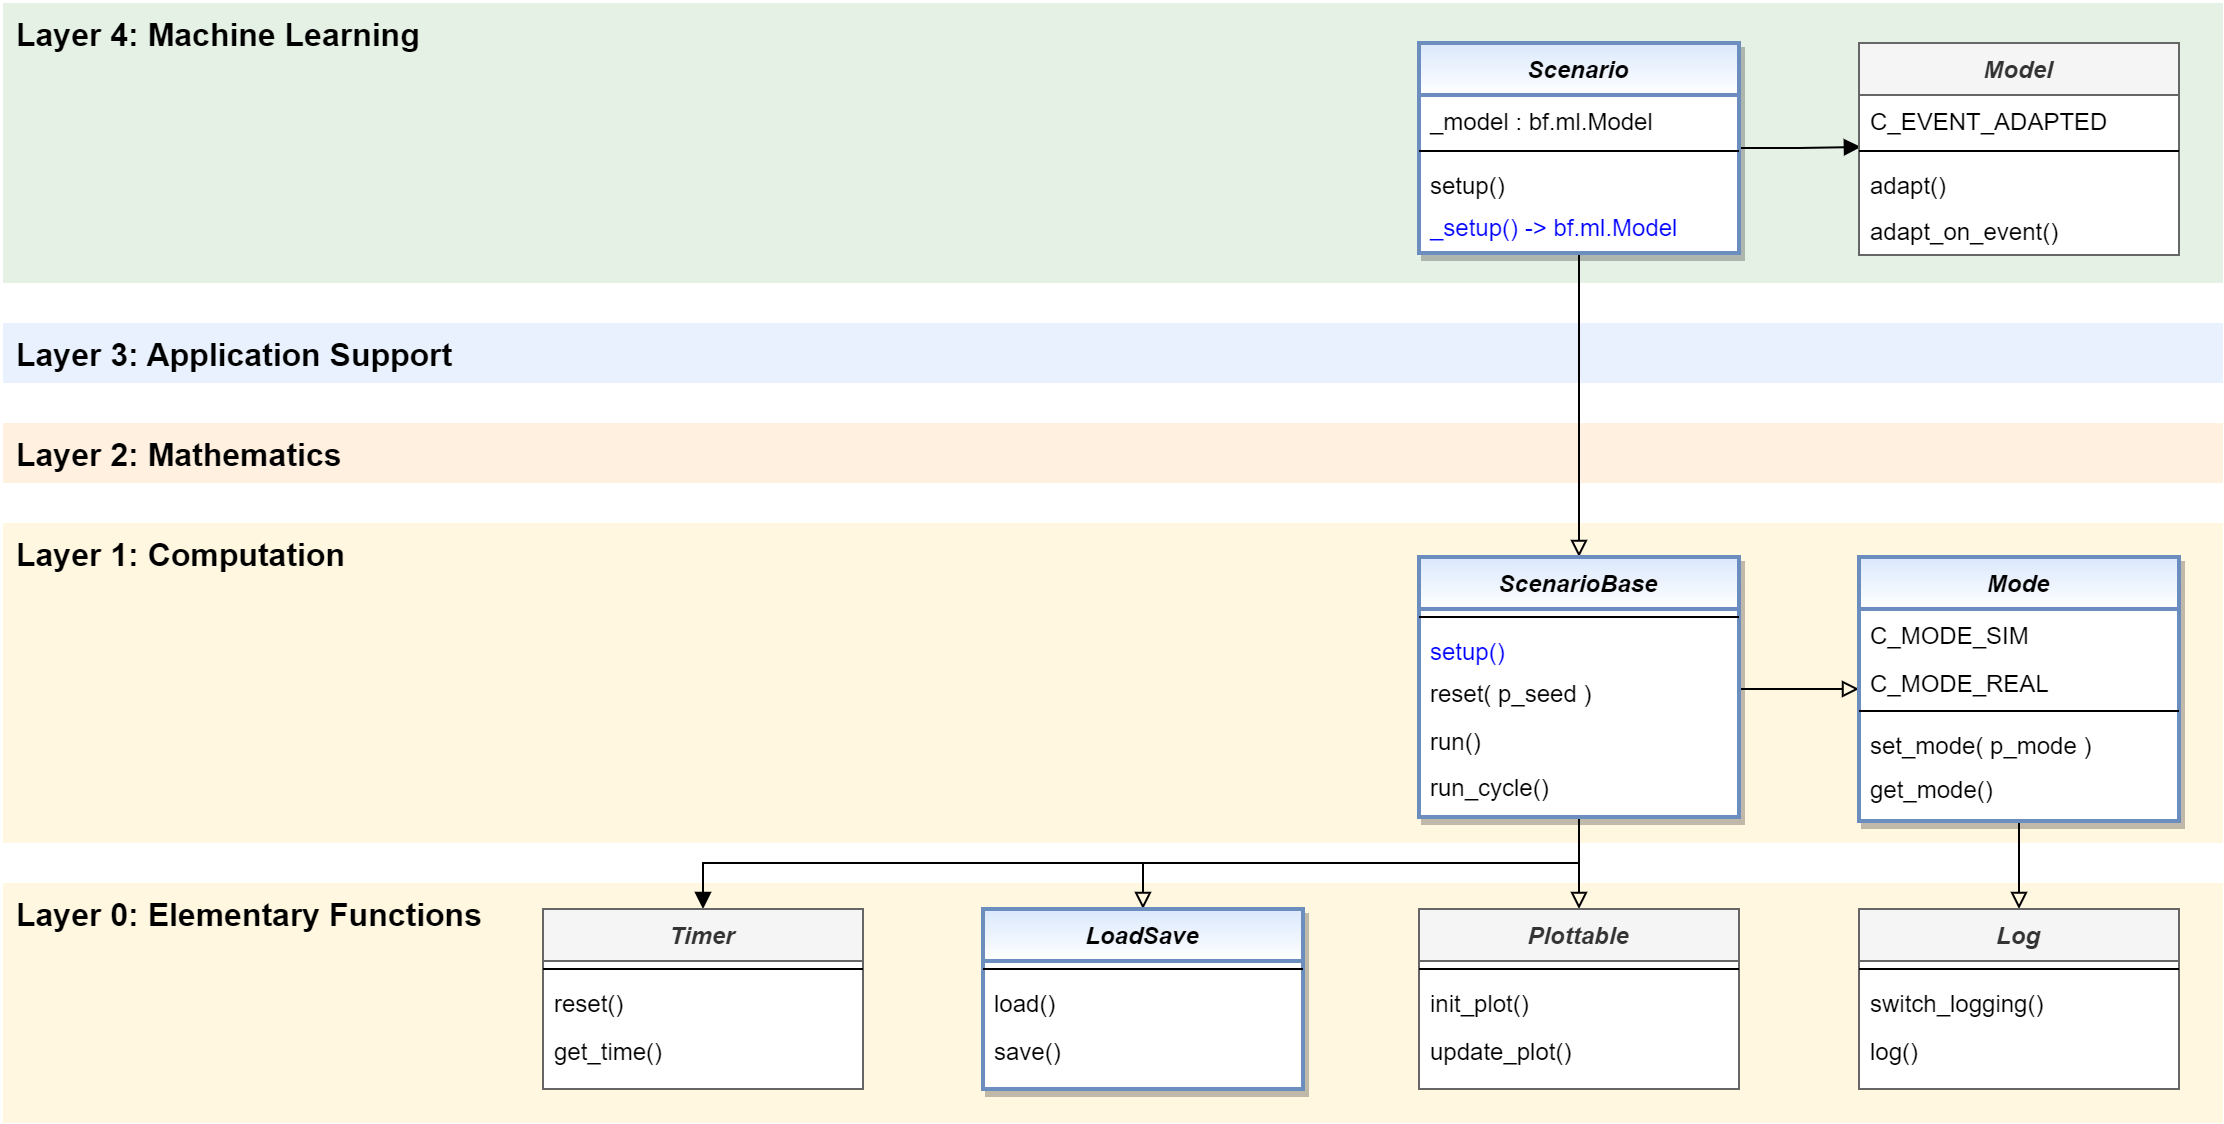 Layer 4: Machine Learning
Scenario
_model : bf.ml.Model
setup()
_setup() -> bf.ml.Model
Model
C_EVENT_ADAPTED
adapt()
adapt_on_event()
Layer 3: Application Support
Layer 2: Mathematics
Layer 1: Computation
ScenarioBase
setup()
reset( p_seed )
run()
run_cycle()
Mode
C_MODE_SIM
C_MODE_REAL
set_mode( p_mode )
get_mode()
Layer 0: Elementary Functions
Timer
reset()
get_time()
LoadSave
load()
save()
Plottable
init_plot()
update_plot()
Log
switch_logging()
log()